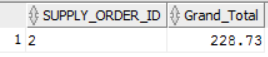 SUPPLY_ORDER_ID Grand_Total
1 2 228.73